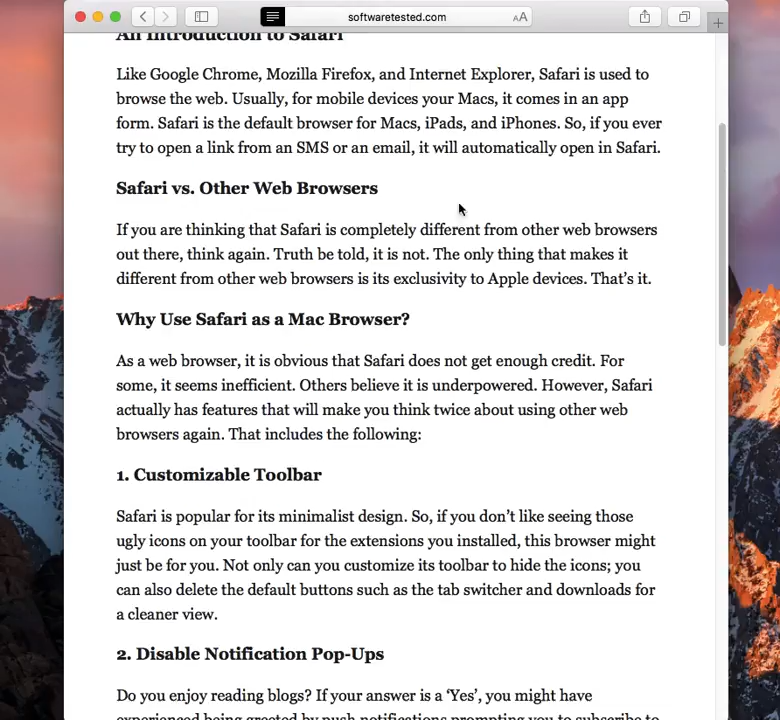 softwaretested.com
AA
An Introduction to Safari
Like Google Chrome, Mozilla Firefox, and Internet Explorer, Safari is used to
browse the web. Usually, for mobile devices your Macs, it comes in an app
form. Safari is the default browser for Macs, iPads, and iPhones. So, if you ever
try to open a link from an SMS or an email, it will automatically open in Safari.
Safari vs. Other Web Browsers
If you are thinking that Safari is completely different from other web browsers
out there, think again. Truth be told, it is not. The only thing that makes it
different from other web browsers is its exclusivity to Apple devices. That’s it.
Why Use Safari as a Mac Browser?
As a web browser, it is obvious that Safari does not get enough credit. For
some, it seems inefficient. Others believe it is underpowered. However, Safari
actually has features that will make you think twice about using other web
browsers again. That includes the following:
1. Customizable Toolbar
Safari is popular for its minimalist design. So, if you don’t like seeing those
ugly icons on your toolbar for the extensions you installed, this browser might
just be for you. Not only can you customize its toolbar to hide the icons; you
can also delete the default buttons such as the tab switcher and downloads for
a cleaner view.
2. Disable Notification Pop-Ups
Do you enjoy reading blogs? If your answer is a ‘Yes’, you might have
experienced being greeted by push notifications prompting you to subscribe to